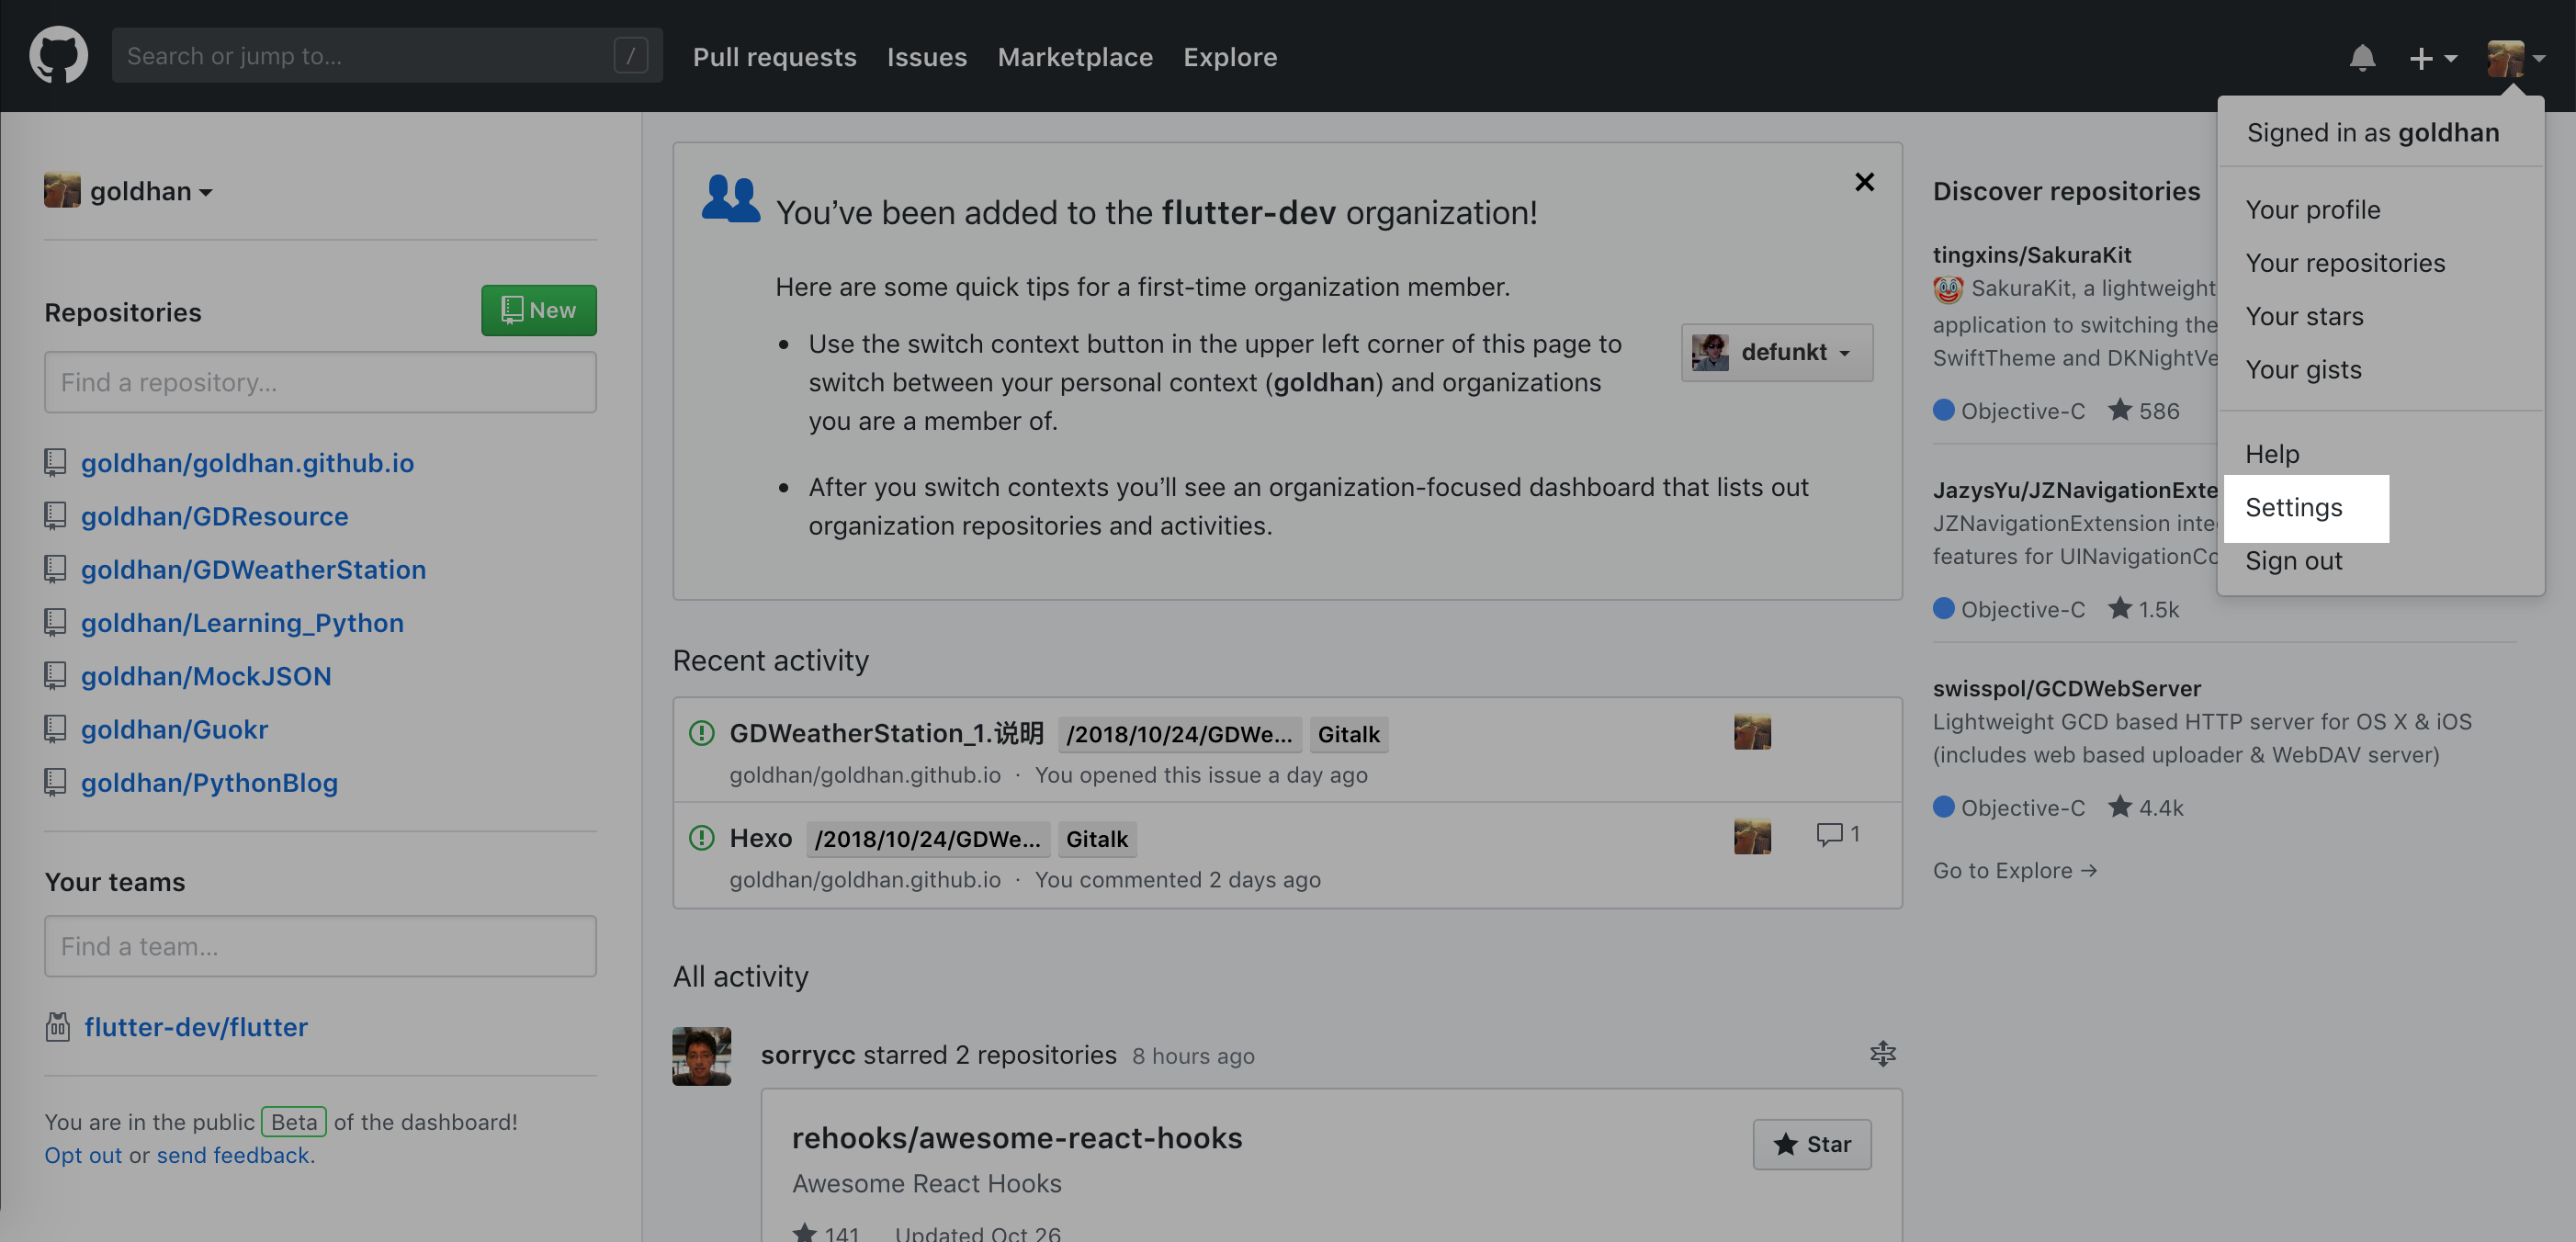 Search or jump to...
/
Pull requests
Issues
Marketplace
Explore
Signed in as goldhan
Your profile
Your repositories
Your stars
Your gists
Help
Settings
Sign out
goldhan
Repositories
New
Find a repository...
goldhan/goldhan.github.io
goldhan/GDResource
goldhan/GDWeatherStation
goldhan/Learning_Python
goldhan/MockJSON
goldhan/Guokr
goldhan/PythonBlog
Your teams
Find a team...
flutter-dev/flutter
You are in the public Beta of the dashboard!
Opt out or send feedback.
You’ve been added to the flutter-dev organization!
Here are some quick tips for a first-time organization member.
Use the switch context button in the upper left corner of this page to
switch between your personal context (goldhan) and organizations
you are a member of.
defunkt
After you switch contexts you’ll see an organization-focused dashboard that lists out
organization repositories and activities.
Recent activity
GDWeatherStation_1.说明 /2018/10/24/GDWe... Gitalk
goldhan/goldhan.github.io · You opened this issue a day ago
Hexo /2018/10/24/GDWe... Gitalk
1
goldhan/goldhan.github.io · You commented 2 days ago
All activity
sorrycc starred 2 repositories 8 hours ago
rehooks/awesome-react-hooks
Star
Awesome React Hooks
141 Updated Oct 26
Discover repositories
tingxins/SakuraKit
SakuraKit, a lightweight
application to switching the
SwiftTheme and DKNightVe
Objective-C 586
JazysYu/JZNavigationExte
JZNavigationExtension inte
features for UINavigationCo
Objective-C 1.5k
swisspol/GCDWebServer
Lightweight GCD based HTTP server for OS X & iOS
(includes web based uploader & WebDAV server)
Objective-C 4.4k
Go to Explore →